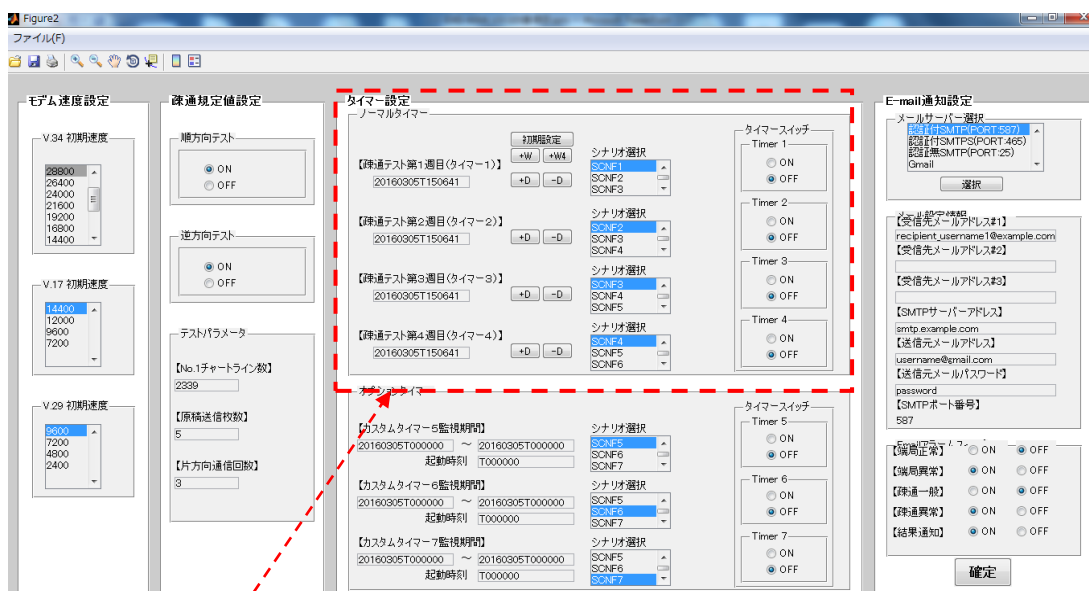 Figure2
ファイル(F)
モデム速度設定
V.34 初期速度
28800
26400
24000
21600
19200
16800
14400
V.17 初期速度
14400
12000
9600
7200
V.29 初期速度
9600
7200
4800
2400
疎通規定値設定
順方向テスト
ON
OFF
逆方向テスト
ON
OFF
テストパラメータ
【No.1チャートライン数】
2339
【原稿送信枚数】
5
【片方向通信回数】
3
タイマー設定
ノーマルタイマー
初期設定
+W +W4
【疎通テスト第1週目(タイマー1)】
20160305T150641
+D -D
シナリオ選択
SCNF1
SCNF2
SCNF3
【疎通テスト第2週目(タイマー2)】
20160305T150641
+D -D
シナリオ選択
SCNF2
SCNF3
SCNF4
【疎通テスト第3週目(タイマー3)】
20160305T150641
+D -D
シナリオ選択
SCNF3
SCNF4
SCNF5
【疎通テスト第4週目(タイマー4)】
20160305T150641
+D -D
シナリオ選択
SCNF4
SCNF5
SCNF6
タイマースイッチ
Timer 1
ON
OFF
Timer 2
ON
OFF
Timer 3
ON
OFF
Timer 4
ON
OFF
オプションタイマ
【カスタムタイマー5監視期間】
20160305T000000 ～ 20160305T000000
起動時刻 T000000
シナリオ選択
SCNF5
SCNF6
SCNF7
【カスタムタイマー6監視期間】
20160305T000000 ～ 20160305T000000
起動時刻 T000000
シナリオ選択
SCNF5
SCNF6
SCNF7
【カスタムタイマー7監視期間】
20160305T000000 ～ 20160305T000000
起動時刻 T000000
シナリオ選択
SCNF5
SCNF6
SCNF7
タイマースイッチ
Timer 5
ON
OFF
Timer 6
ON
OFF
Timer 7
ON
OFF
E-mail通知設定
メールサーバー選択
認証付SMTP(PORT:587)
認証付SMTPS(PORT:465)
認証無SMTP(PORT:25)
Gmail
選択
メール設定情報
【受信先メールアドレス#1】
recipient_username1@example.com
【受信先メールアドレス#2】
【受信先メールアドレス#3】
【SMTPサーバーアドレス】
smtp.example.com
【送信元メールアドレス】
username@gmail.com
【送信元メールパスワード】
password
【SMTPポート番号】
587
【端局正常】 ON OFF
【端局異常】 ON OFF
【疎通一般】 ON OFF
【疎通異常】 ON OFF
【結果通知】 ON OFF
確定